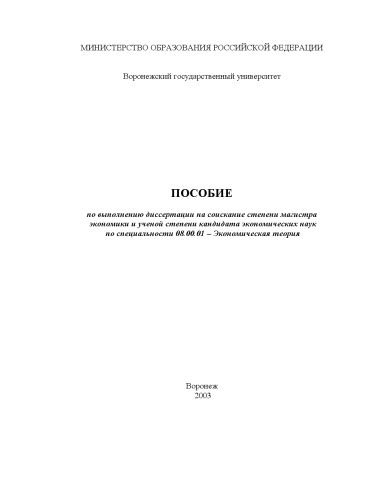 МИНИСТЕРСТВО ОБРАЗОВАНИЯ РОССИЙСКОЙ ФЕДЕРАЦИИ
Воронежский государственный университет
ПОСОБИЕ
по выполнению диссертации на соискание степени магистра
экономики и ученой степени кандидата экономических наук
по специальности 08.00.01 – Экономическая теория
Воронеж
2003